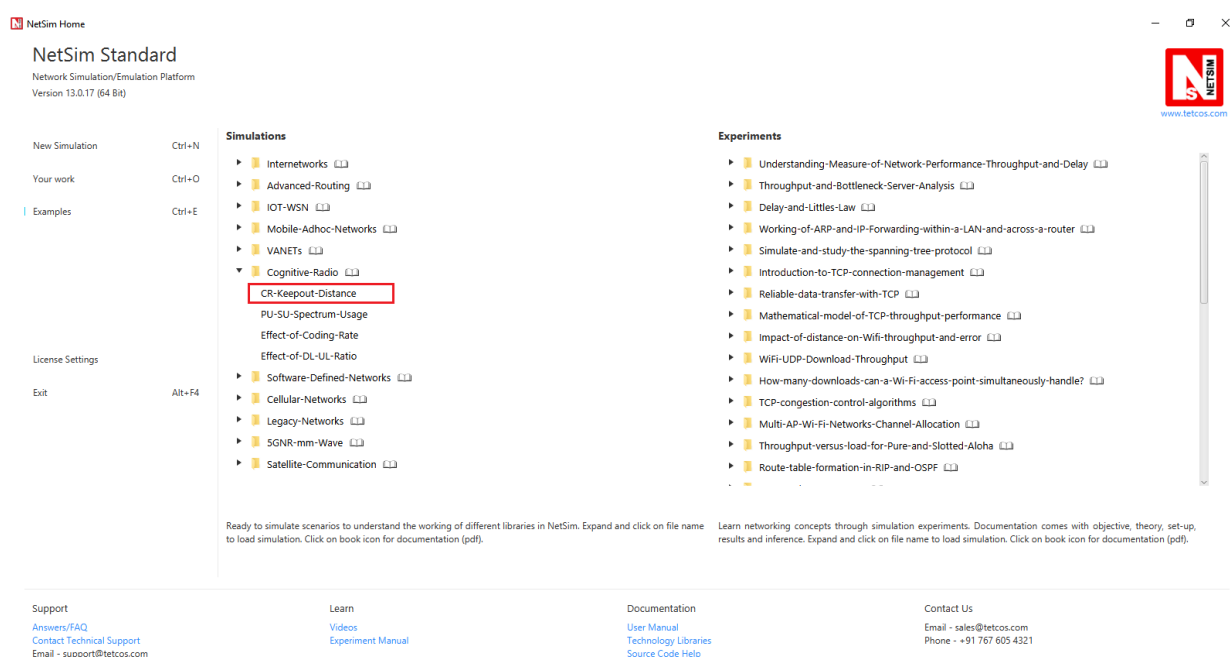 NetSim Home
NetSim Standard
Network Simulation/Emulation Platform
Version 13.0.17 (64 Bit)
N
S
NETSIM
www.tetcos.com
New Simulation Ctrl+N
Your work Ctrl+O
Examples Ctrl+E
License Settings
Exit Alt+F4
Simulations
Internetworks
Advanced-Routing
IOT-WSN
Mobile-Adhoc-Networks
VANETs
Cognitive-Radio
CR-Keepout-Distance
PU-SU-Spectrum-Usage
Effect-of-Coding-Rate
Effect-of-DL-UL-Ratio
Software-Defined-Networks
Cellular-Networks
Legacy-Networks
5GNR-mm-Wave
Satellite-Communication
Ready to simulate scenarios to understand the working of different libraries in NetSim. Expand and click on file name
to load simulation. Click on book icon for documentation (pdf).
Experiments
Understanding-Measure-of-Network-Performance-Throughput-and-Delay
Throughput-and-Bottleneck-Server-Analysis
Delay-and-Littles-Law
Working-of-ARP-and-IP-Forwarding-within-a-LAN-and-across-a-router
Simulate-and-study-the-spanning-tree-protocol
Introduction-to-TCP-connection-management
Reliable-data-transfer-with-TCP
Mathematical-model-of-TCP-throughput-performance
Impact-of-distance-on-Wifi-throughput-and-error
WiFi-UDP-Download-Throughput
How-many-downloads-can-a-Wi-Fi-access-point-simultaneously-handle?
TCP-congestion-control-algorithms
Multi-AP-Wi-Fi-Networks-Channel-Allocation
Throughput-versus-load-for-Pure-and-Slotted-Aloha
Route-table-formation-in-RIP-and-OSPF
Learn networking concepts through simulation experiments. Documentation comes with objective, theory, set-up,
results and inference. Expand and click on file name to load simulation. Click on book icon for documentation (pdf).
Support
Answers/FAQ
Contact Technical Support
Email - support@tetcos.com
Learn
Videos
Experiment Manual
Documentation
User Manual
Technology Libraries
Source Code Help
Contact Us
Email - sales@tetcos.com
Phone - +91 767 605 4321